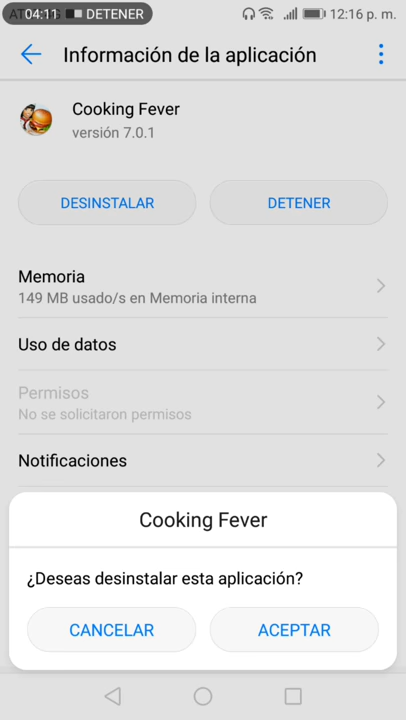 04:11 DETENER 12:16 p. m.
Información de la aplicación
Cooking Fever
versión 7.0.1
DESINSTALAR DETENER
Memoria
149 MB usado/s en Memoria interna
Uso de datos
Permisos
No se solicitaron permisos
Notificaciones
Cooking Fever
¿Deseas desinstalar esta aplicación?
CANCELAR ACEPTAR